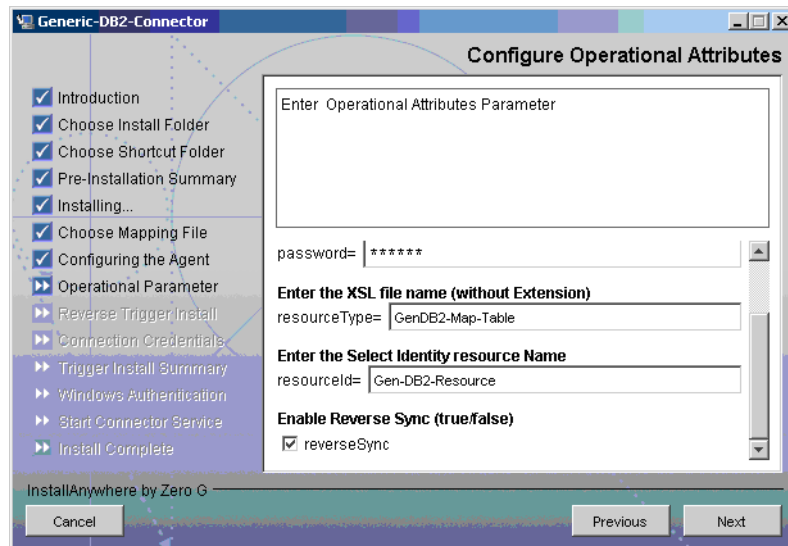 Generic-DB2-Connector
Configure Operational Attributes
Introduction
Choose Install Folder
Choose Shortcut Folder
Pre-Installation Summary
Installing...
Choose Mapping File
Configuring the Agent
Operational Parameter
Reverse Trigger Install
Connection Credentials
Trigger Install Summary
Windows Authentication
Start Connector Service
Install Complete
Enter Operational Attributes Parameter
password= ******
Enter the XSL file name (without Extension)
resourceType= GenDB2-Map-Table
Enter the Select Identity resource Name
resourceId= Gen-DB2-Resource
Enable Reverse Sync (true/false)
reverseSync
InstallAnywhere by Zero G
Cancel
Previous
Next